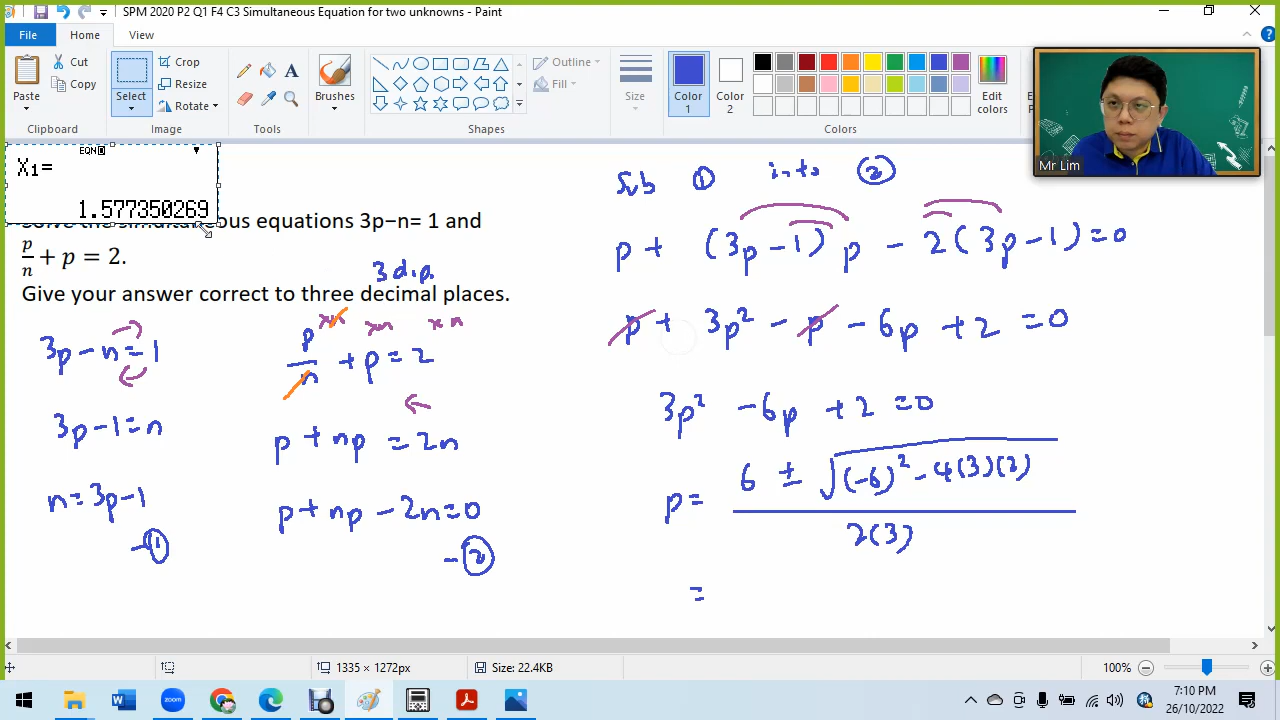 SPM 2020 P2 Q1 F4 C3 Simultaneous Equation for two unknowns - Paint
File Home View
Paste Cut Copy
Select Crop Resize Rotate
Brushes
Outline Fill
Size
Color 1 Color 2
Edit colors
Clipboard Image Tools Shapes Colors
Mr Lim
EQN
X₁=
1.577350269
simultaneous equations 3p−n= 1 and
p/n + p = 2.
3 d.p.
Give your answer correct to three decimal places.
3p - n = 1
3p - 1 = n
n = 3p - 1
- ①
×n ×n ×n
p/n + p = 2
p + np = 2n
p + np - 2n = 0
- ②
Sub ① into ②
p + (3p - 1)p - 2(3p - 1) = 0
p + 3p² - p - 6p + 2 = 0
3p² - 6p + 2 = 0
p = 6 ± √(-6)² - 4(3)(2) / 2(3)
=
1335 × 1272px Size: 22.4KB 100%
7:10 PM
26/10/2022